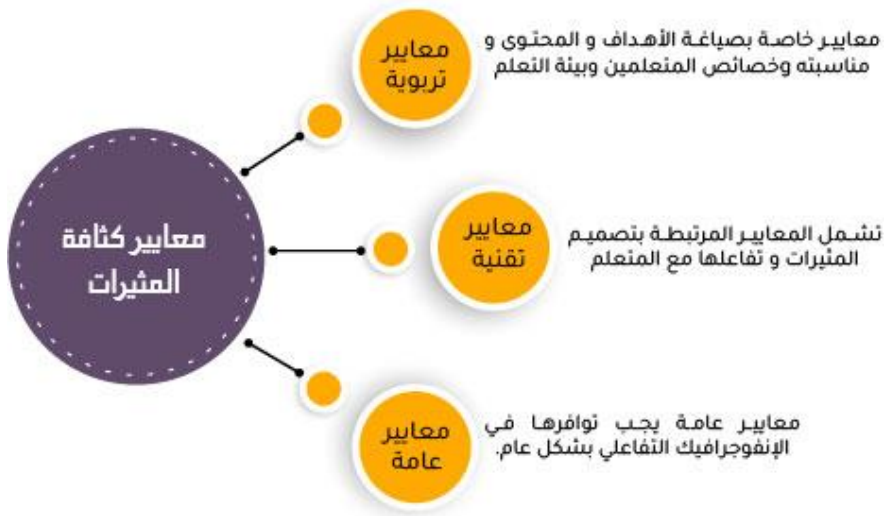 معايير كثافة
المثيرات
معايير
تربوية
معايير خاصة بصياغة الأهداف و المحتوى و
مناسبته وخصائص المتعلمين وبيئة التعلم
معايير
تقنية
تشمل المعايير المرتبطة بتصميم
المثيرات و تفاعلها مع المتعلم
معايير
عامة
معايير عامة يجب توافرها في
الإنفوجرافيك التفاعلي بشكل عام.